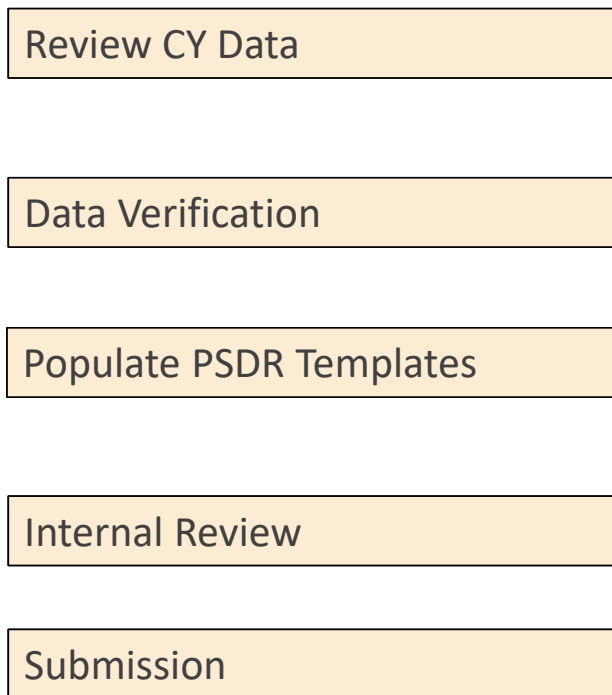 Review CY Data
Data Verification
Populate PSDR Templates
Internal Review
Submission